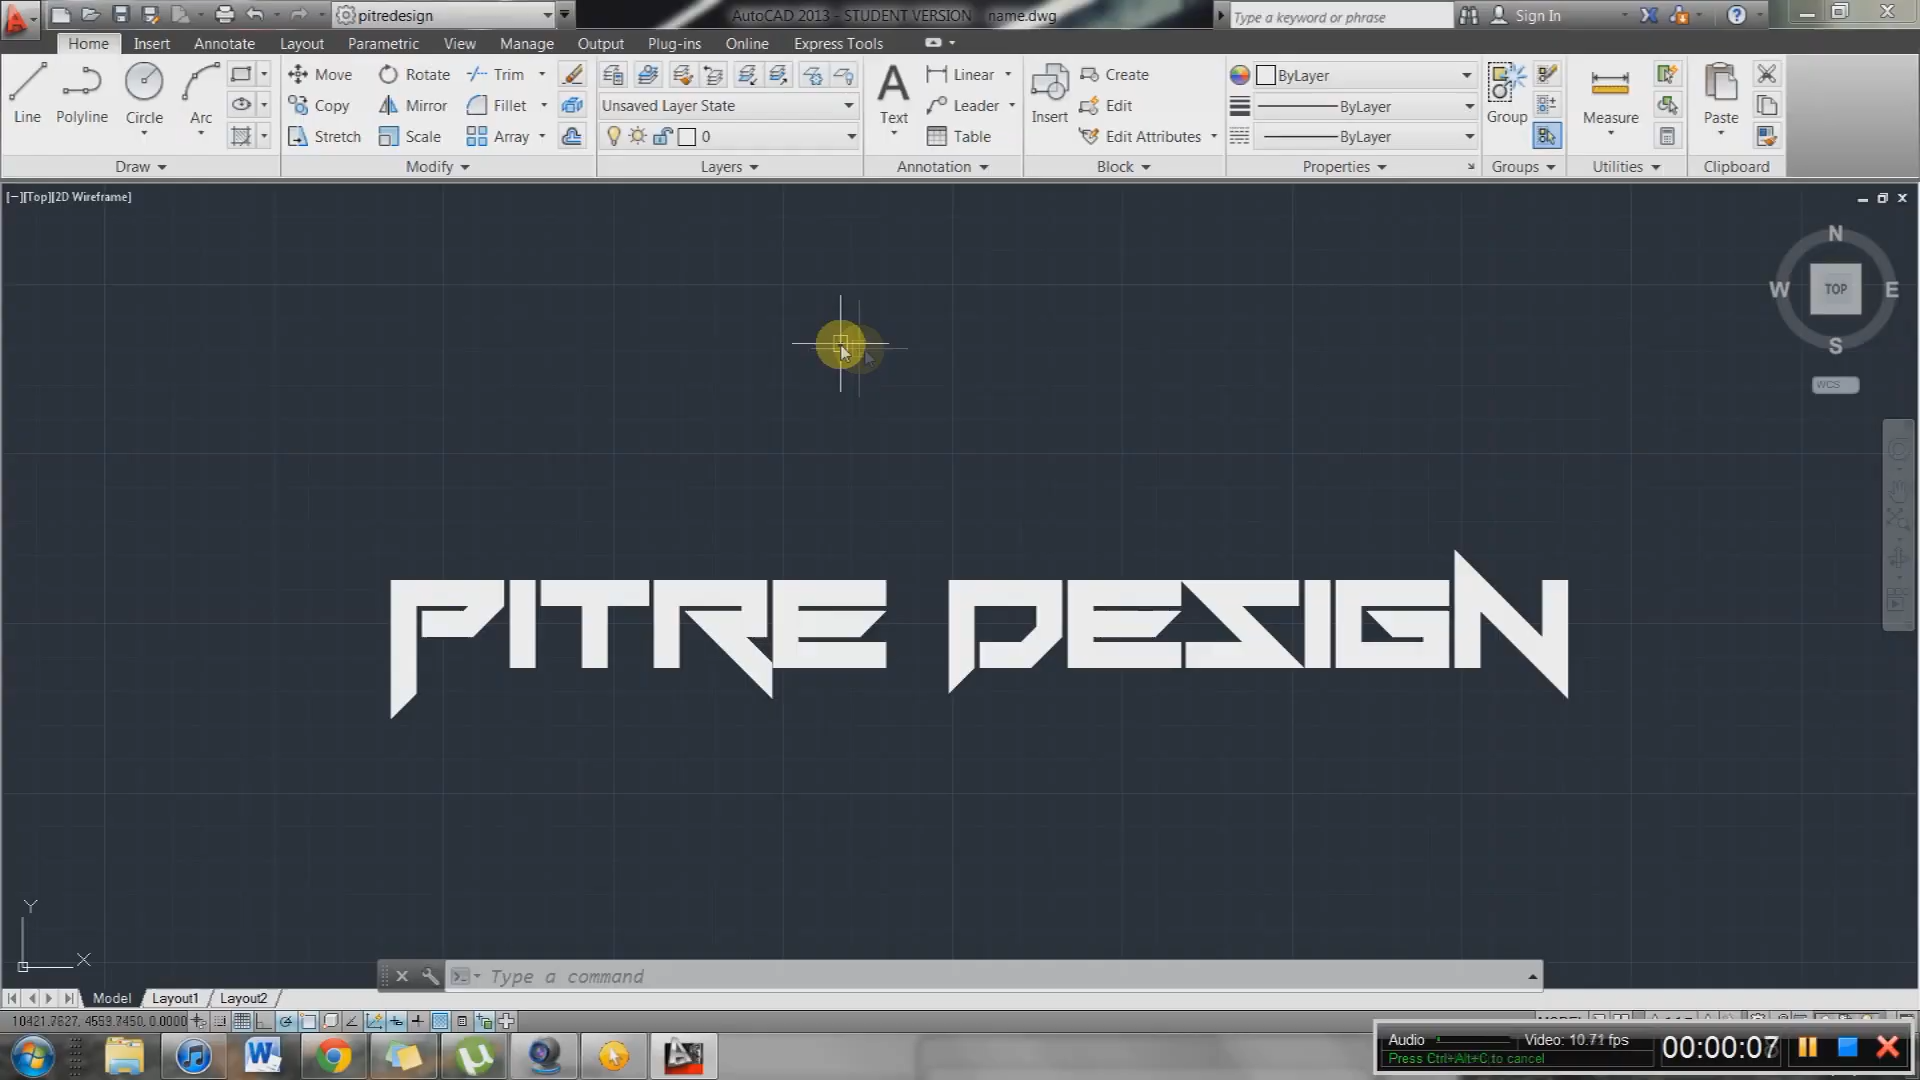 pitredesign
AutoCAD 2013 - STUDENT VERSION name.dwg
Type a keyword or phrase
Sign In
Home Insert Annotate Layout Parametric View Manage Output Plug-ins Online Express Tools
Line Polyline Circle Arc
Move Rotate Trim
Copy Mirror Fillet
Stretch Scale Array
Unsaved Layer State
0
Text
Linear
Leader
Table
Insert
Create
Edit
Edit Attributes
ByLayer
ByLayer
ByLayer
Group
Measure
Paste
Draw Modify Layers Annotation Block Properties Groups Utilities Clipboard
[−][Top][2D Wireframe]
N
W TOP E
S
WCS
PITRE DESIGN
Y
X
Type a command
Model Layout1 Layout2
10421.7627, 4553.7450, 0.0000
Audio Video: 10.71 fps
Press Ctrl+Alt+C to cancel
00:00:07